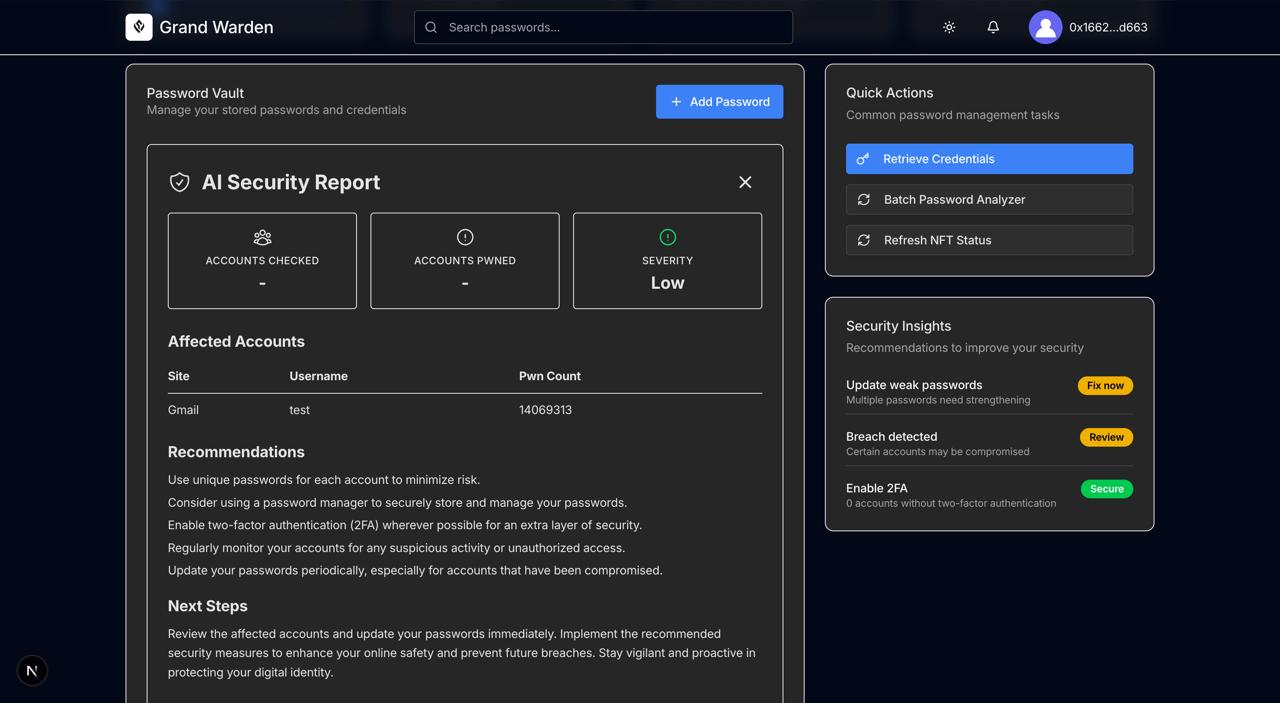 Grand Warden
Search passwords...
0x1662...d663
Password Vault
Manage your stored passwords and credentials
Add Password
AI Security Report
ACCOUNTS CHECKED
-
ACCOUNTS PWNED
-
SEVERITY
Low
Affected Accounts
Site Username Pwn Count
Gmail test 14069313
Recommendations
Use unique passwords for each account to minimize risk.
Consider using a password manager to securely store and manage your passwords.
Enable two-factor authentication (2FA) wherever possible for an extra layer of security.
Regularly monitor your accounts for any suspicious activity or unauthorized access.
Update your passwords periodically, especially for accounts that have been compromised.
Next Steps
Review the affected accounts and update your passwords immediately. Implement the recommended
security measures to enhance your online safety and prevent future breaches. Stay vigilant and proactive in
protecting your digital identity.
Quick Actions
Common password management tasks
Retrieve Credentials
Batch Password Analyzer
Refresh NFT Status
Security Insights
Recommendations to improve your security
Update weak passwords
Multiple passwords need strengthening
Fix now
Breach detected
Certain accounts may be compromised
Review
Enable 2FA
0 accounts without two-factor authentication
Secure
N